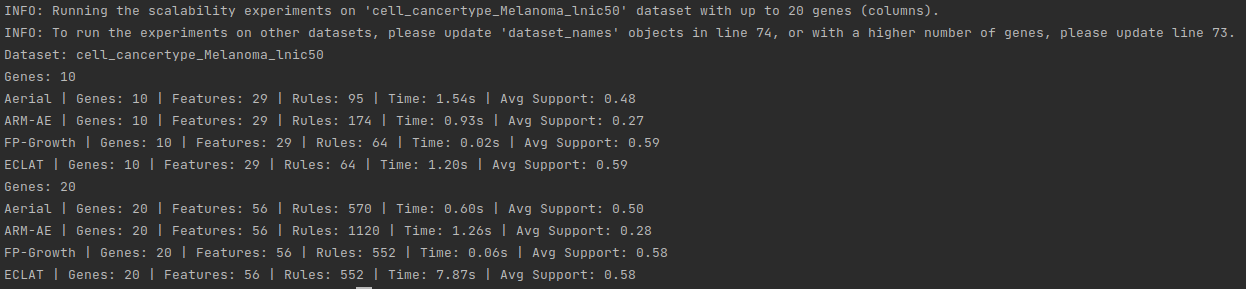 INFO: Running the scalability experiments on 'cell_cancertype_Melanoma_lnic50' dataset with up to 20 genes (columns).
INFO: To run the experiments on other datasets, please update 'dataset_names' objects in line 74, or with a higher number of genes, please update line 73.
Dataset: cell_cancertype_Melanoma_lnic50
Genes: 10
Aerial | Genes: 10 | Features: 29 | Rules: 95 | Time: 1.54s | Avg Support: 0.48
ARM-AE | Genes: 10 | Features: 29 | Rules: 174 | Time: 0.93s | Avg Support: 0.27
FP-Growth | Genes: 10 | Features: 29 | Rules: 64 | Time: 0.02s | Avg Support: 0.59
ECLAT | Genes: 10 | Features: 29 | Rules: 64 | Time: 1.20s | Avg Support: 0.59
Genes: 20
Aerial | Genes: 20 | Features: 56 | Rules: 570 | Time: 0.60s | Avg Support: 0.50
ARM-AE | Genes: 20 | Features: 56 | Rules: 1120 | Time: 1.26s | Avg Support: 0.28
FP-Growth | Genes: 20 | Features: 56 | Rules: 552 | Time: 0.06s | Avg Support: 0.58
ECLAT | Genes: 20 | Features: 56 | Rules: 552 | Time: 7.87s | Avg Support: 0.58